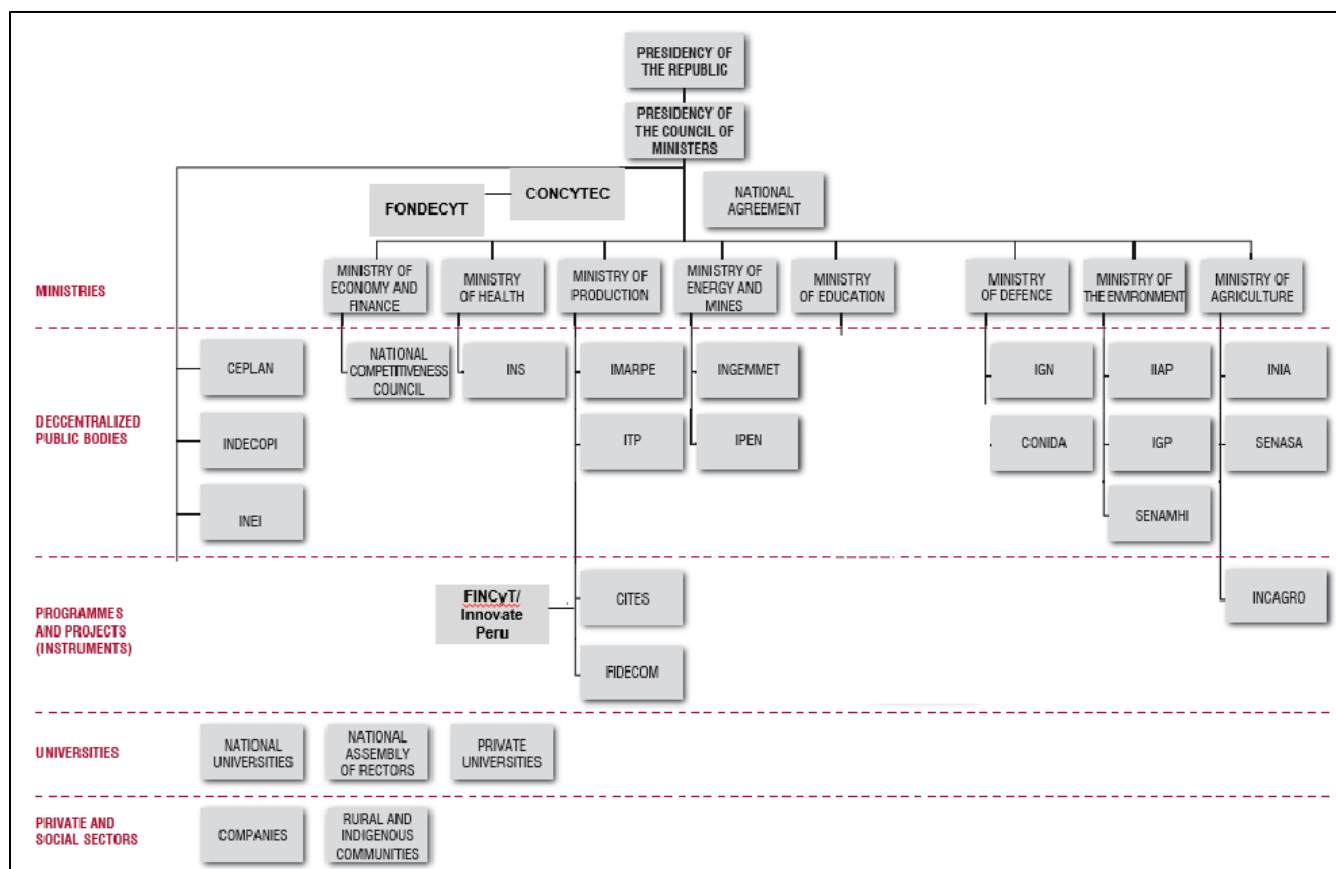 PRESIDENCY OF
THE REPUBLIC
PRESIDENCY OF
THE COUNCIL OF
MINISTERS
FONDECYT
CONCYTEC
NATIONAL
AGREEMENT
MINISTRIES
MINISTRY OF
ECONOMY AND
FINANCE
MINISTRY
OF HEALTH
MINISTRY OF
PRODUCTION
MINISTRY OF
ENERGY AND
MINES
MINISTRY
OF EDUCATION
MINISTRY
OF DEFENCE
MINISTRY OF
THE ENVIRONMENT
MINISTRY OF
AGRICULTURE
DECCENTRALIZED
PUBLIC BODIES
CEPLAN
NATIONAL
COMPETITIVENESS
COUNCIL
INS
IMARPE
INGEMMET
IGN
IIAP
INIA
INDECOPI
ITP
IPEN
CONIDA
IGP
SENASA
INEI
SENAMHI
PROGRAMMES
AND PROJECTS
(INSTRUMENTS)
FINCyT/
Innovate
Peru
CITES
INCAGRO
FIDECOM
UNIVERSITIES
NATIONAL
UNIVERSITIES
NATIONAL
ASSEMBLY
OF RECTORS
PRIVATE
UNIVERSITIES
PRIVATE AND
SOCIAL SECTORS
COMPANIES
RURAL AND
INDIGENOUS
COMMUNITIES